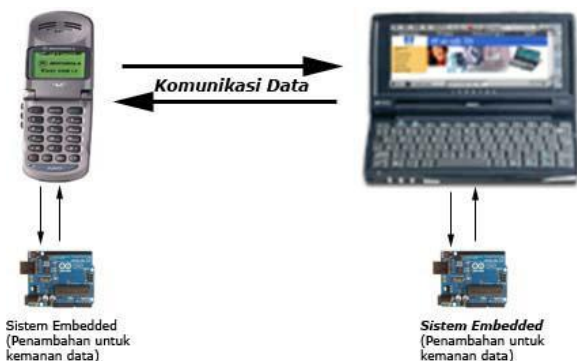 Komunikasi Data
Sistem Embedded
(Penambahan untuk
kemanan data)
Sistem Embedded
(Penambahan untuk
kemanan data)